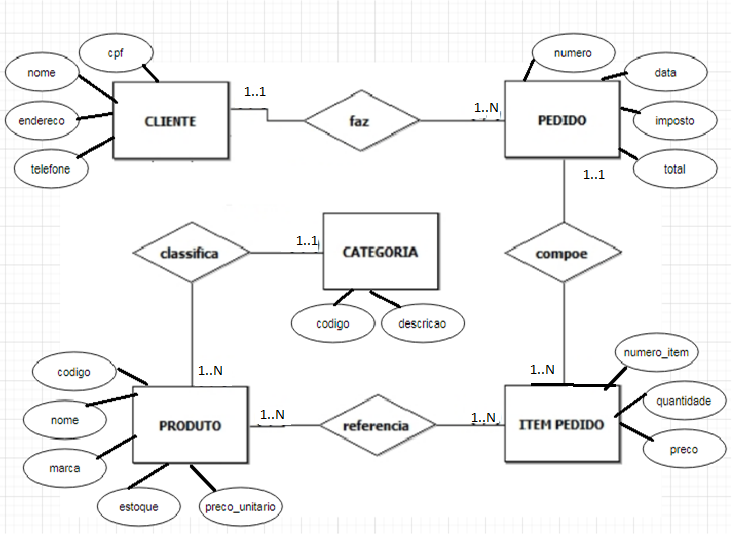 cpf
numero
nome
data
1..1
1..N
endereco
CLIENTE
faz
PEDIDO
imposto
telefone
total
1..1
classifica
1..1
CATEGORIA
compoe
codigo
descricao
numero_item
codigo
1..N
1..N
quantidade
nome
1..N
1..N
PRODUTO
referencia
ITEM PEDIDO
preco
marca
estoque
preco_unitario